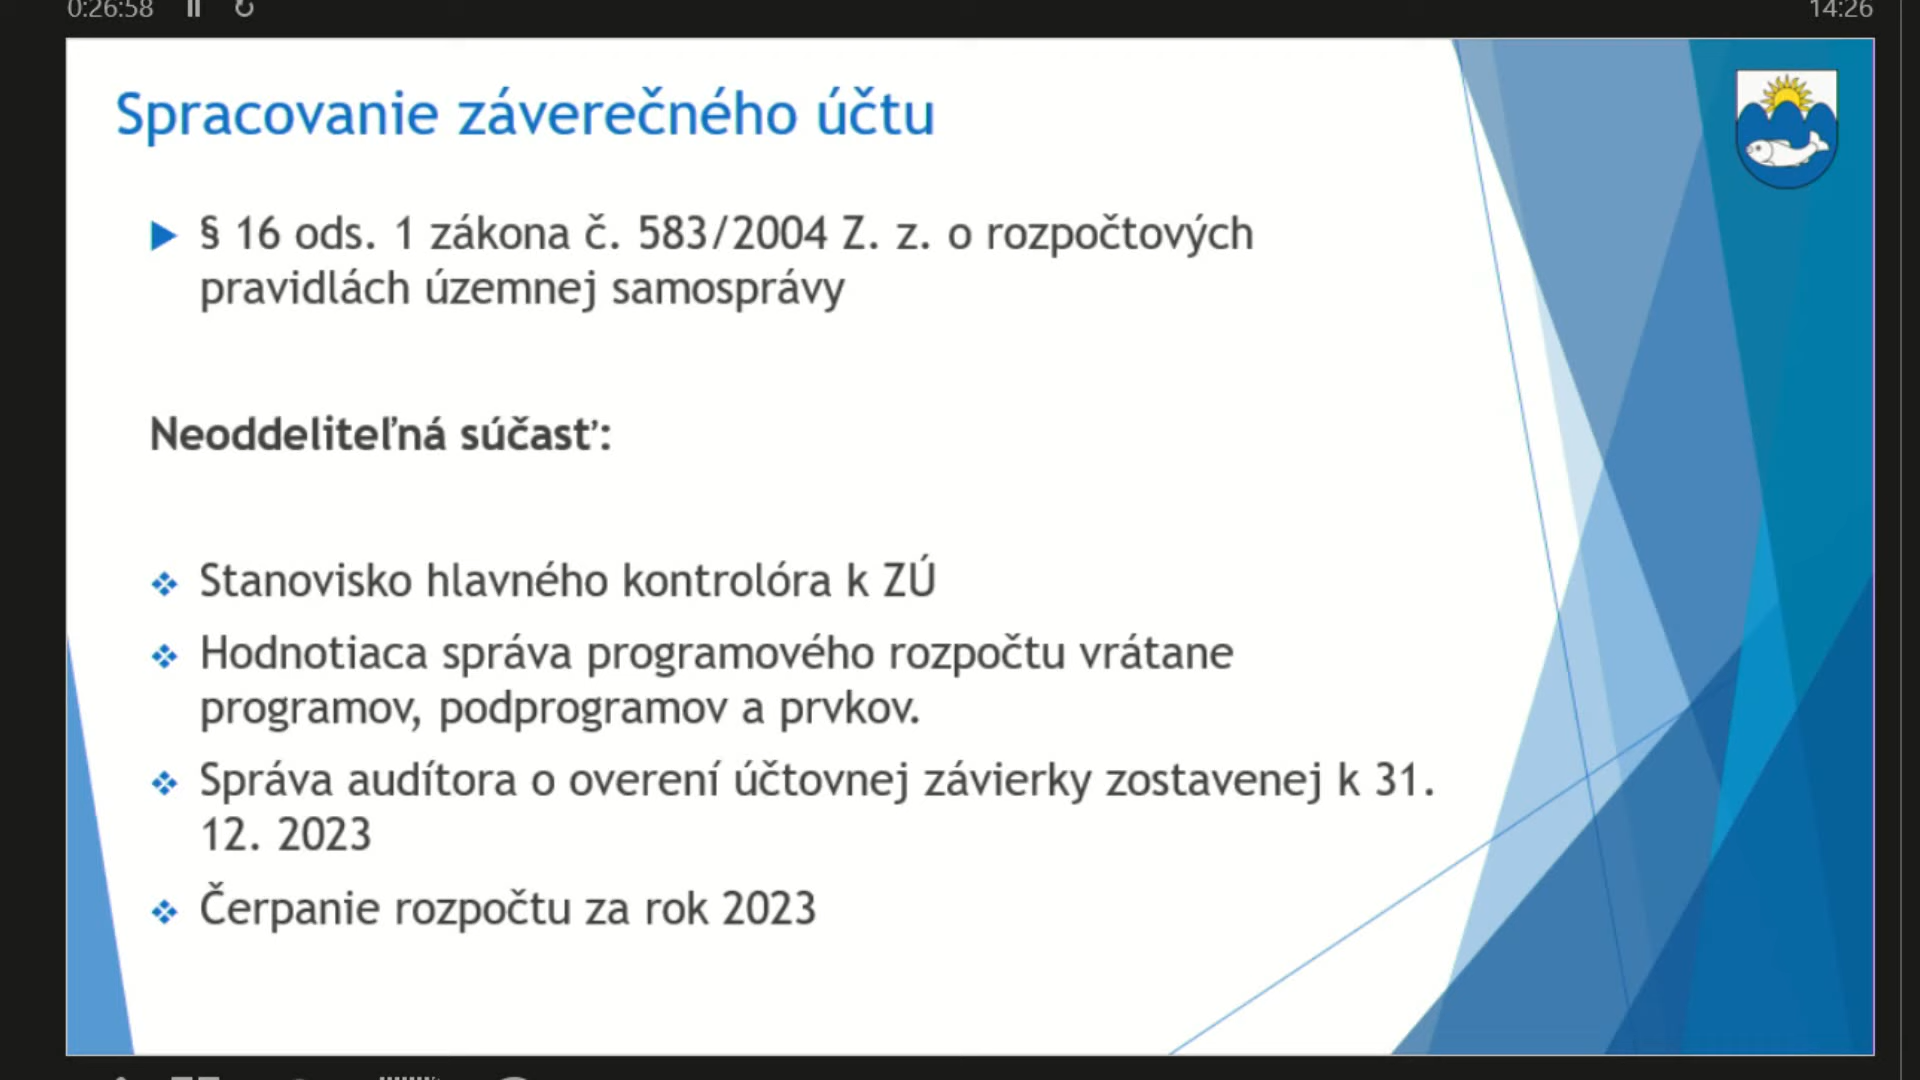 0:26:58
14:26
Spracovanie záverečného účtu
§ 16 ods. 1 zákona č. 583/2004 Z. z. o rozpočtových
pravidlách územnej samosprávy
Neoddeliteľná súčasť:
Stanovisko hlavného kontrolóra k ZÚ
Hodnotiaca správa programového rozpočtu vrátane
programov, podprogramov a prvkov.
Správa audítora o overení účtovnej závierky zostavenej k 31.
12. 2023
Čerpanie rozpočtu za rok 2023